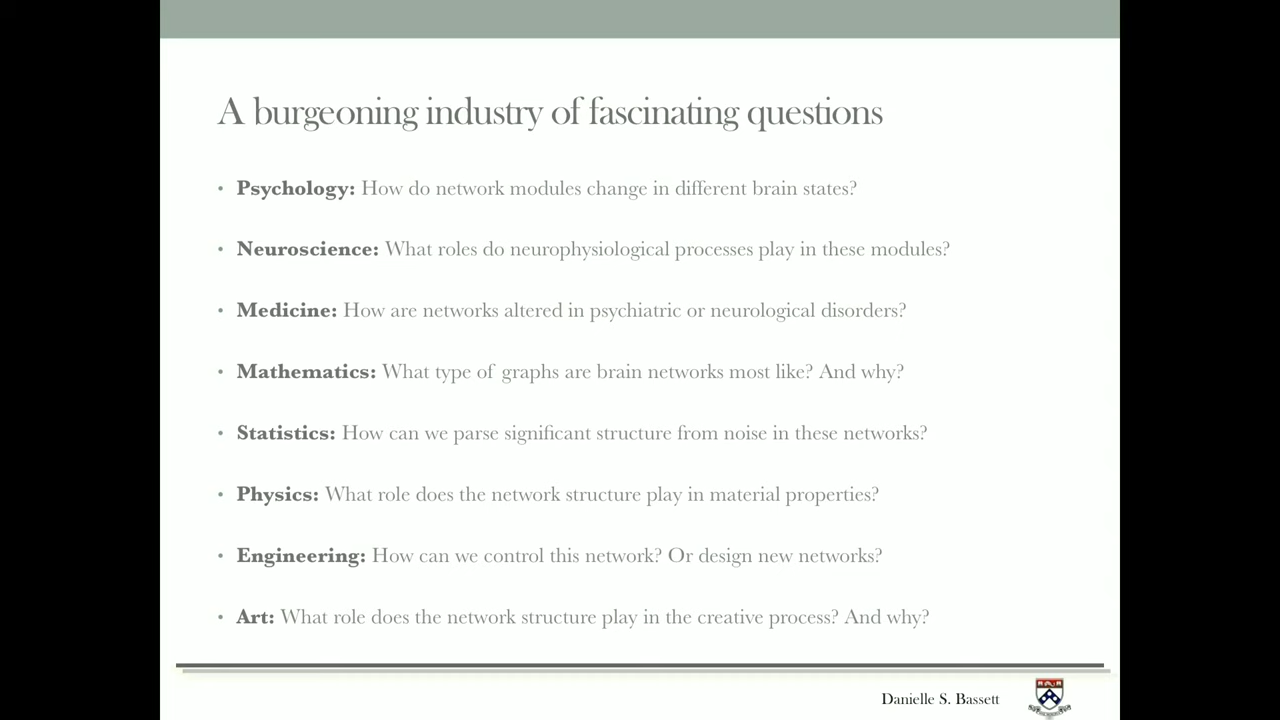 A burgeoning industry of fascinating questions
• Psychology: How do network modules change in different brain states?
• Neuroscience: What roles do neurophysiological processes play in these modules?
• Medicine: How are networks altered in psychiatric or neurological disorders?
• Mathematics: What type of graphs are brain networks most like? And why?
• Statistics: How can we parse significant structure from noise in these networks?
• Physics: What role does the network structure play in material properties?
• Engineering: How can we control this network? Or design new networks?
• Art: What role does the network structure play in the creative process? And why?
Danielle S. Bassett